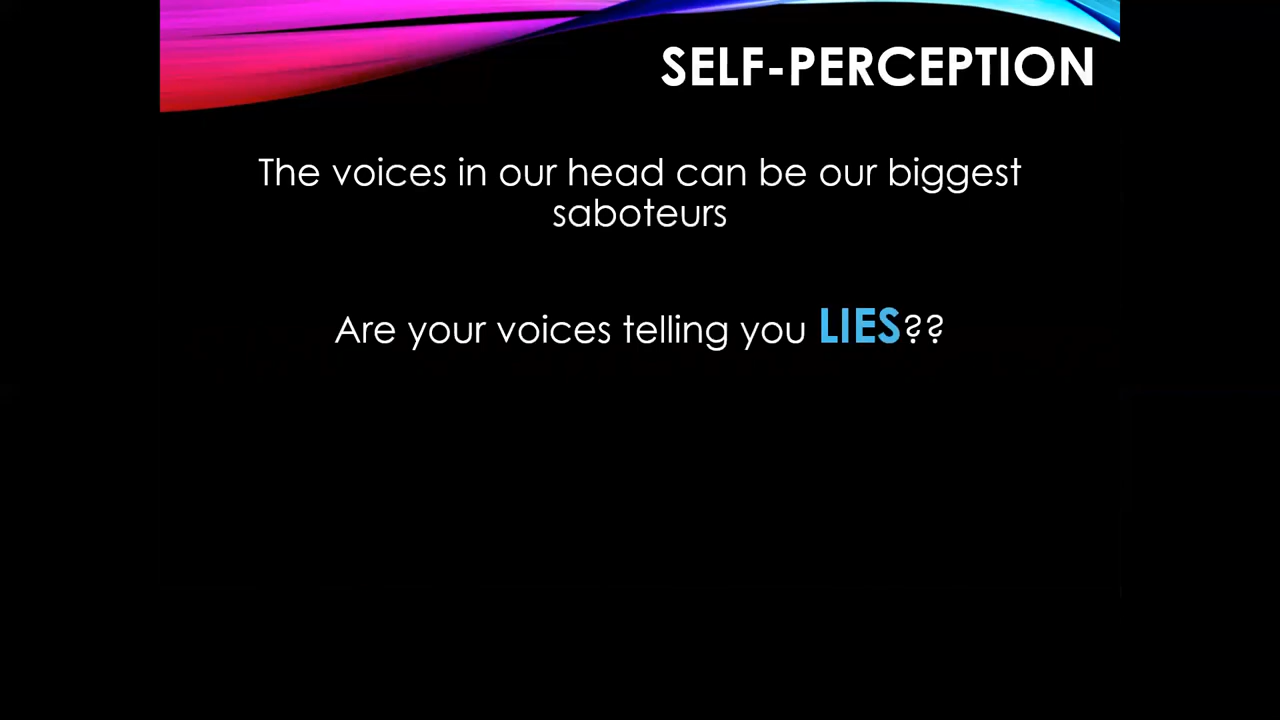 SELF-PERCEPTION
The voices in our head can be our biggest
saboteurs
Are your voices telling you LIES??